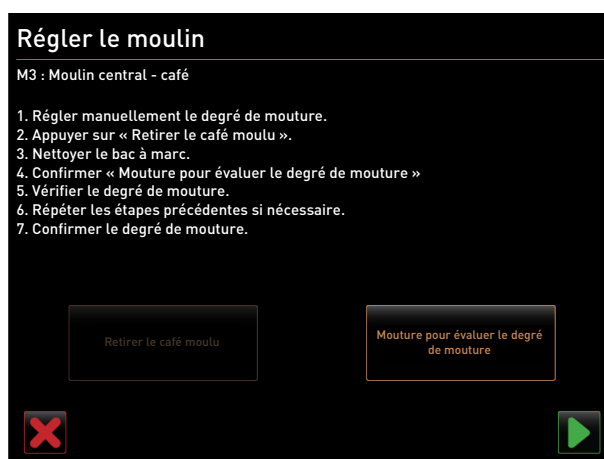 Régler le moulin
M3 : Moulin central - café
1. Régler manuellement le degré de mouture.
2. Appuyer sur « Retirer le café moulu ».
3. Nettoyer le bac à marc.
4. Confirmer « Mouture pour évaluer le degré de mouture »
5. Vérifier le degré de mouture.
6. Répéter les étapes précédentes si nécessaire.
7. Confirmer le degré de mouture.
Retirer le café moulu
Mouture pour évaluer le degré
de mouture